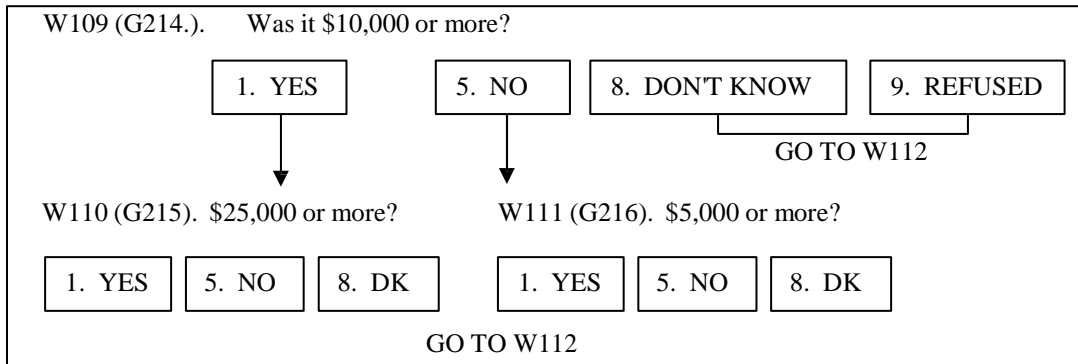 W109 (G214.). Was it $10,000 or more?
1. YES 5. NO 8. DON'T KNOW 9. REFUSED
GO TO W112
W110 (G215). $25,000 or more? W111 (G216). $5,000 or more?
1. YES 5. NO 8. DK 1. YES 5. NO 8. DK
GO TO W112